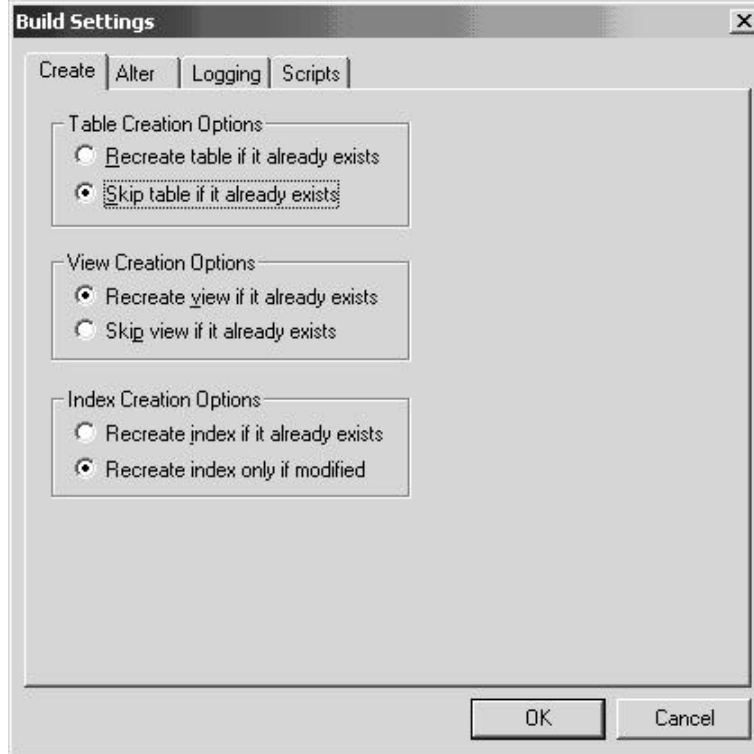 Build Settings
Create Alter Logging Scripts
Table Creation Options
Recreate table if it already exists
Skip table if it already exists
View Creation Options
Recreate view if it already exists
Skip view if it already exists
Index Creation Options
Recreate index if it already exists
Recreate index only if modified
OK Cancel